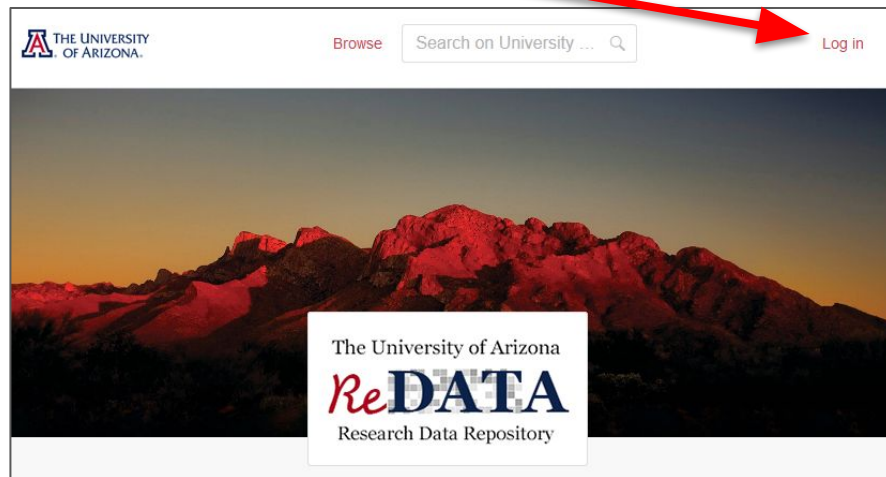 THE UNIVERSITY
OF ARIZONA.
Browse
Search on University ...
Log in
The University of Arizona
ReDATA
Research Data Repository